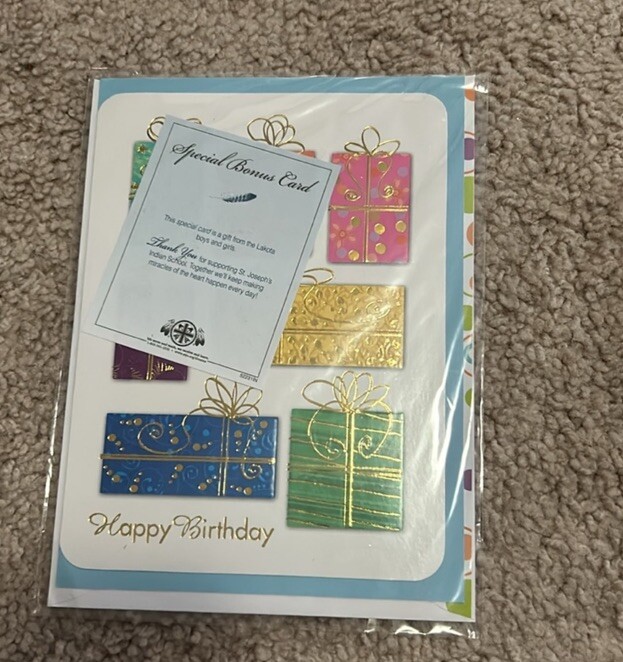 Special Bonus Card
This special card is a gift from the Lakota
boys and girls.
Thank You for supporting St. Joseph's
Indian School. Together we'll keep making
miracles of the heart happen every day!
Happy Birthday